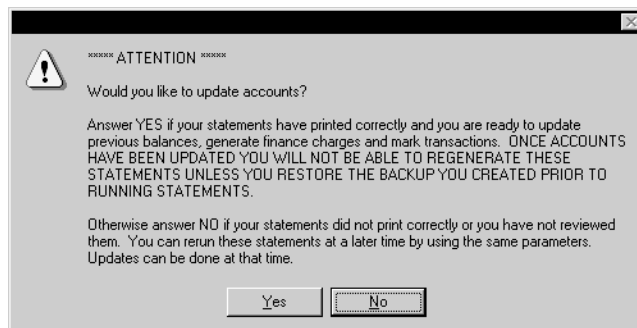 ***** ATTENTION *****
Would you like to update accounts?
Answer YES if your statements have printed correctly and you are ready to update
previous balances, generate finance charges and mark transactions.  ONCE ACCOUNTS
HAVE BEEN UPDATED YOU WILL NOT BE ABLE TO REGENERATE THESE
STATEMENTS UNLESS YOU RESTORE THE BACKUP YOU CREATED PRIOR TO
RUNNING STATEMENTS.
Otherwise answer NO if your statements did not print correctly or you have not reviewed
them.  You can rerun these statements at a later time by using the same parameters.
Updates can be done at that time.
Yes No